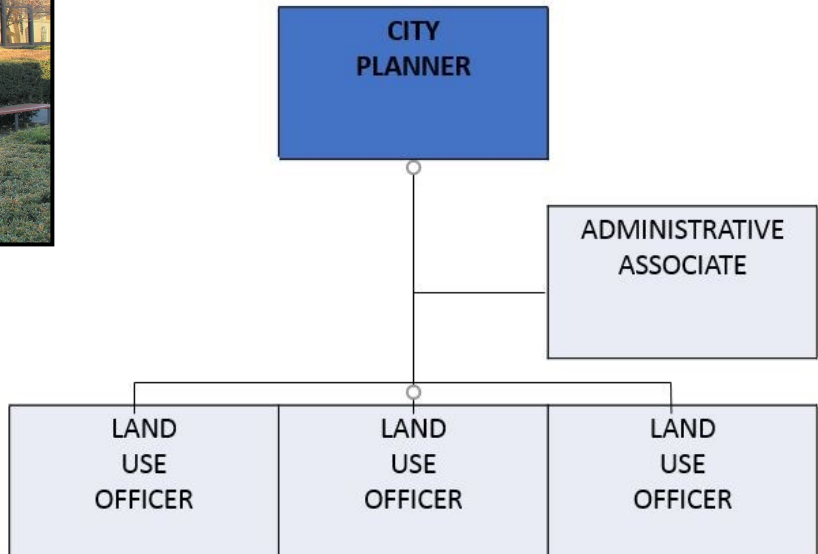 CITY
PLANNER
ADMINISTRATIVE
ASSOCIATE
LAND
USE
OFFICER
LAND
USE
OFFICER
LAND
USE
OFFICER